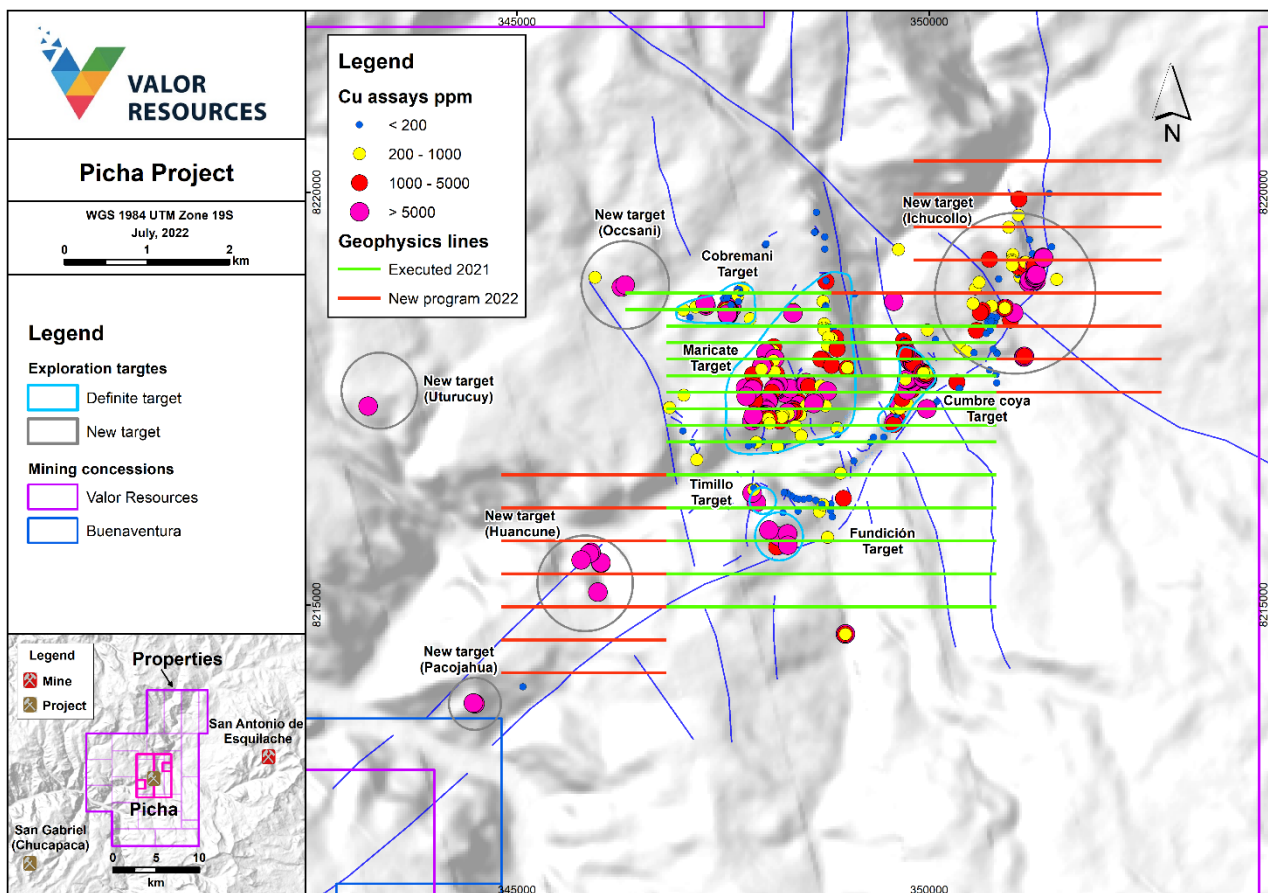 VALOR
RESOURCES
Picha Project
WGS 1984 UTM Zone 19S
July, 2022
0 1 2
km
Legend
Exploration targtes
Definite target
New target
Mining concessions
Valor Resources
Buenaventura
Legend
Mine
Project
Properties
San Antonio de
Esquilache
Picha
San Gabriel
(Chucapaca)
0 5 10
km
Legend
Cu assays ppm
< 200
200 - 1000
1000 - 5000
> 5000
Geophysics lines
Executed 2021
New program 2022
345000
350000
N
8220000
8220000
New target
(Occsani)
Cobremani
Target
New target
(Ichucollo)
Maricate
Target
New target
(Uturucuy)
Cumbre coya
Target
Timillo
Target
New target
(Huancune)
Fundición
Target
8215000
8215000
New target
(Pacojahua)
345000
350000